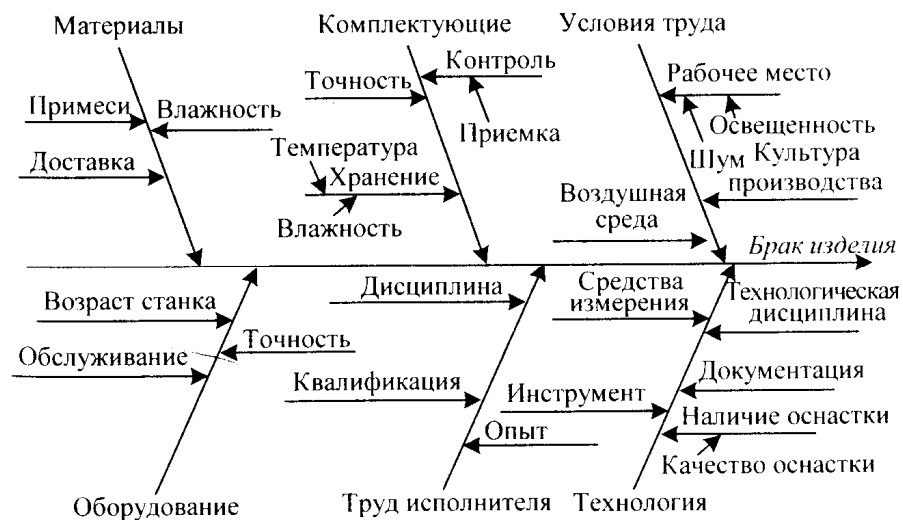 Материалы
Комплектующие
Условия труда
Примеси
Влажность
Доставка
Точность
Контроль
Приемка
Температура
Хранение
Влажность
Рабочее место
Освещенность
Шум
Культура
производства
Воздушная
среда
Брак изделия
Возраст станка
Точность
Обслуживание
Оборудование
Дисциплина
Квалификация
Опыт
Труд исполнителя
Средства
измерения
Технологическая
дисциплина
Инструмент
Документация
Наличие оснастки
Качество оснастки
Технология